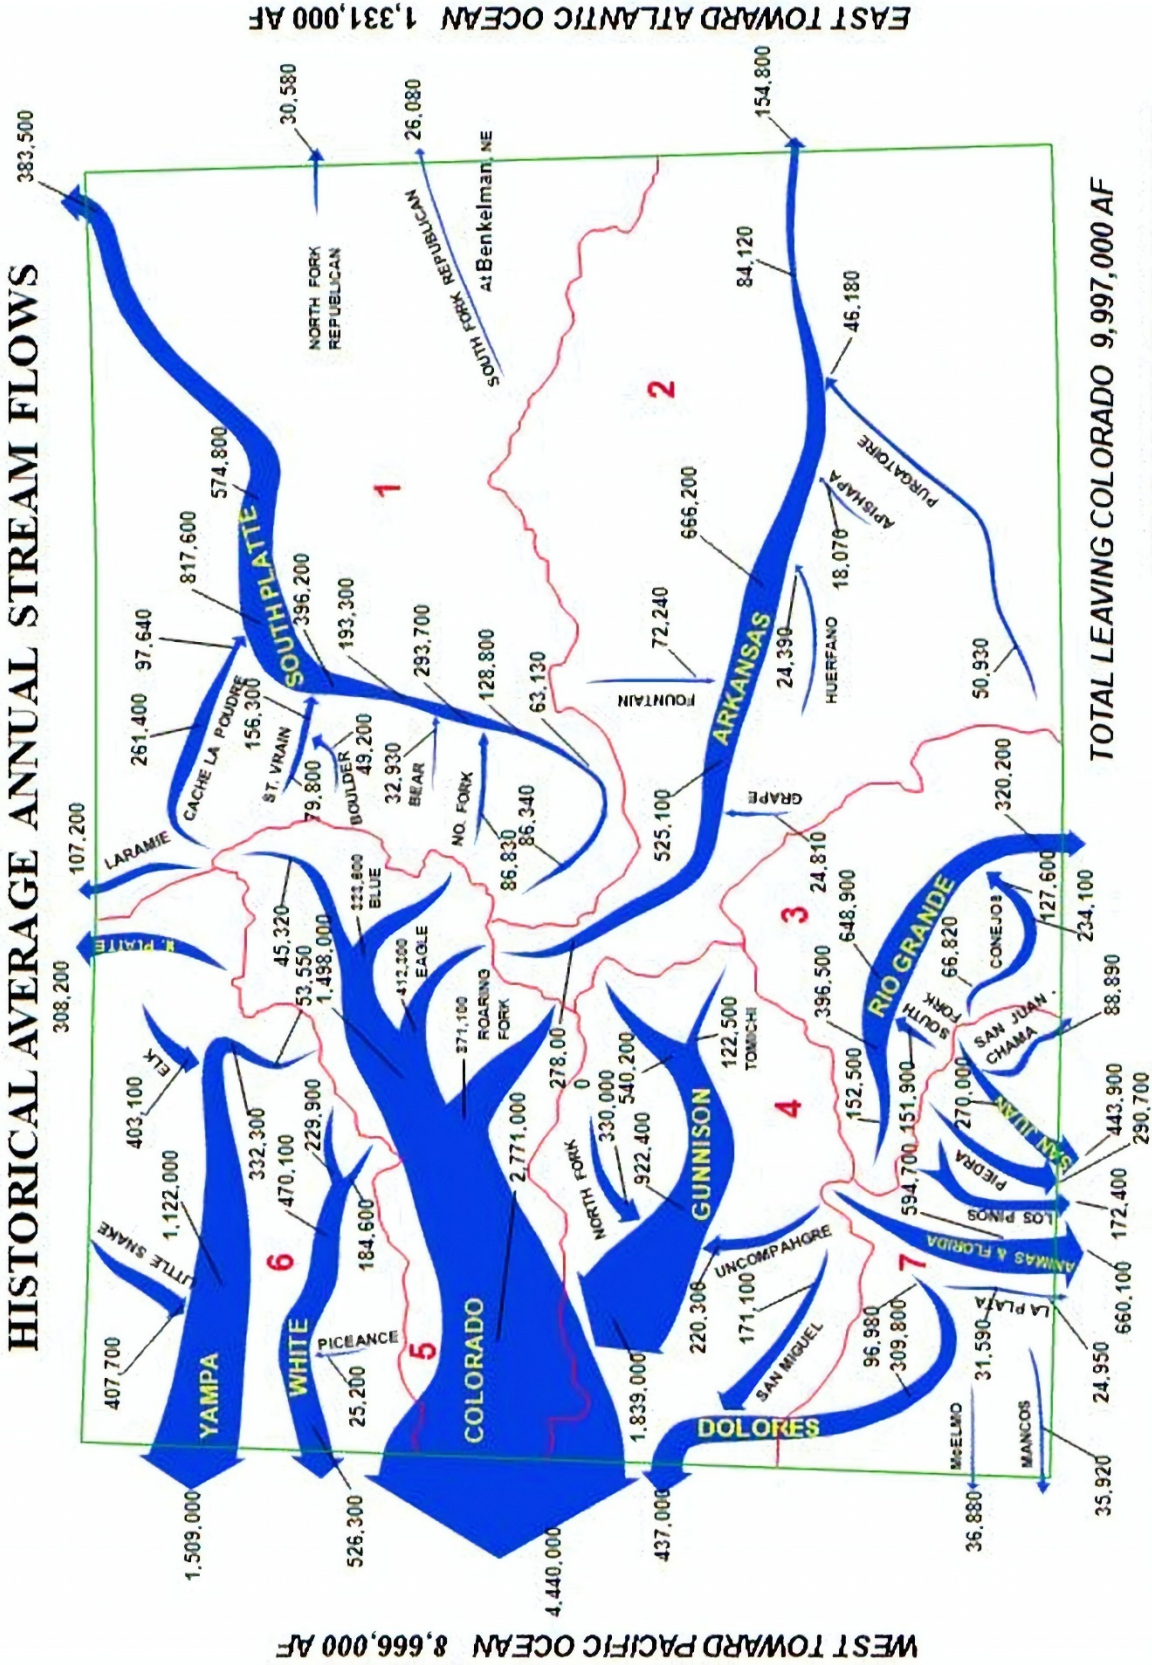 HISTORICAL AVERAGE ANNUAL STREAM FLOWS
WEST TOWARD PACIFIC OCEAN 8,666,000 AF
EAST TOWARD ATLANTIC OCEAN 1,331,000 AF
TOTAL LEAVING COLORADO 9,997,000 AF
1,509,000
407,700
LITTLE SNAKE
YAMPA
1,122,000
403,100
ELK
332,300
53,550
526,300
WHITE
PICEANCE
25,200
6
470,100
229,900
184,600
308,200
N. PLATTE
107,200
LARAMIE
4,440,000
COLORADO
5
2,771,000
1,498,000
45,320
BLUE
412,300
EAGLE
371,100
ROARING
FORK
261,400
97,640
CACHE LA POUDRE
156,300
ST. VRAIN
79,800
BOULDER
49,200
32,930
BEAR
NO. FORK
86,830
86,340
SOUTH PLATTE
817,600
574,800
396,200
193,300
293,700
128,800
63,130
383,500
1
NORTH FORK
REPUBLICAN
30,580
SOUTH FORK REPUBLICAN
26,080
At Benkelman, NE
1,839,000
GUNNISON
NORTH FORK
330,000
922,400
540,200
122,500
TOMICHI
4
UNCOMPAHGRE
220,300
437,000
DOLORES
171,100
SAN MIGUEL
96,980
309,800
278,00
0
525,100
ARKANSAS
GRAPE
24,810
FOUNTAIN
72,240
666,200
24,390
HUERFANO
18,070
APISHAPA
PURGATOIRE
50,930
46,180
84,120
154,800
2
3
RIO GRANDE
648,900
396,500
152,500
SOUTH
FORK
151,900
66,820
CONEJOS
127,600
320,200
234,100
SAN JUAN -
CHAMA
88,890
SAN JUAN
270,000
443,900
PIEDRA
290,700
LOS PINOS
172,400
594,700
ANIMAS & FLORIDA
660,100
7
LA PLATA
31,590
24,950
McELMO
36,880
MANCOS
35,920